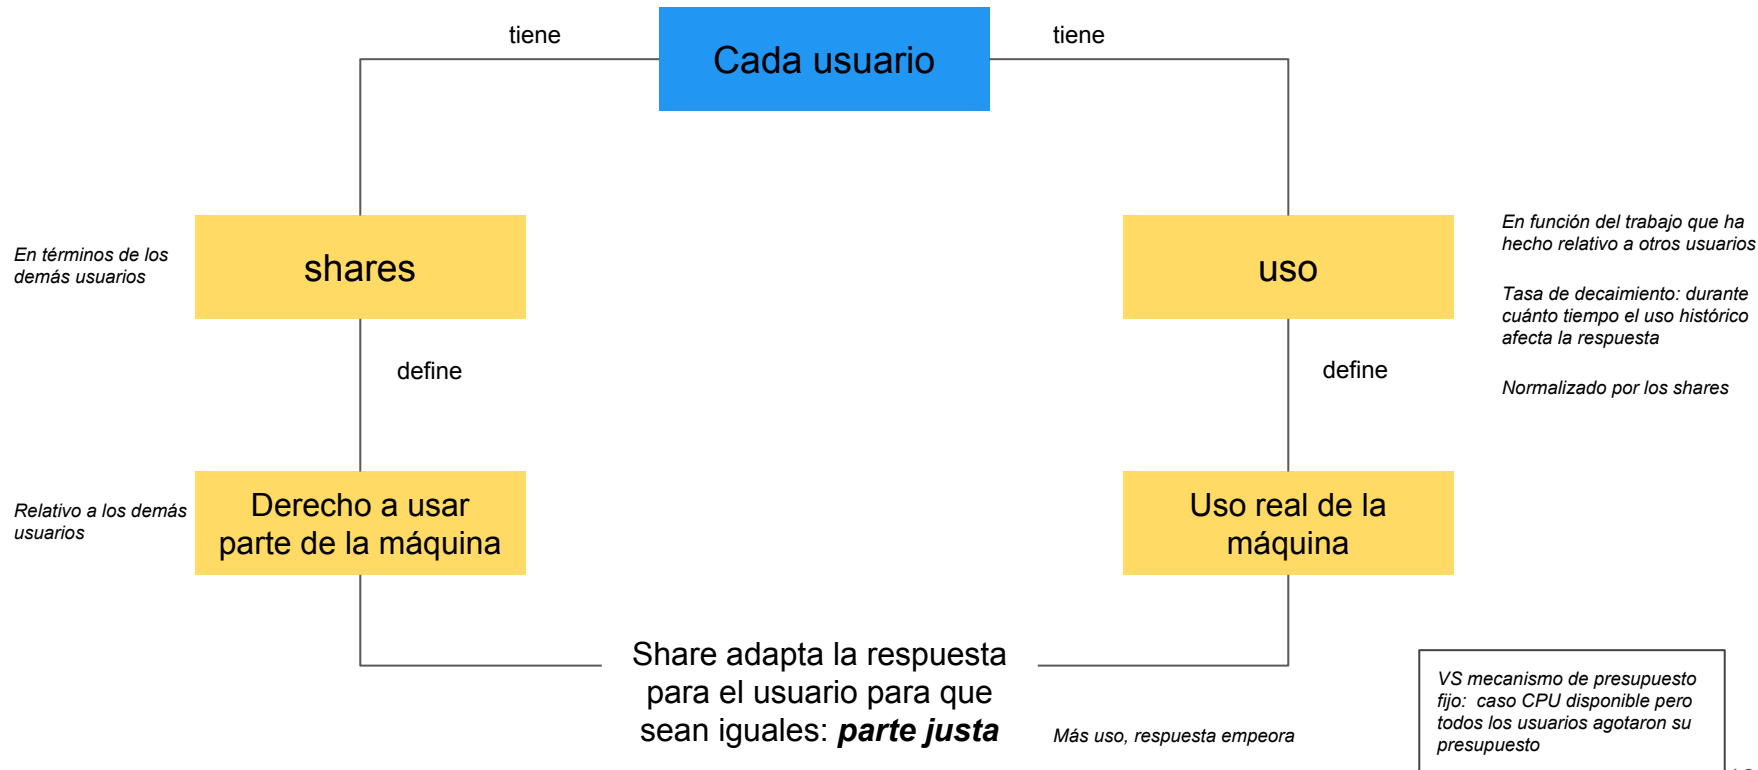 tiene
Cada usuario
tiene
En términos de los
demás usuarios
shares
uso
En función del trabajo que ha
hecho relativo a otros usuarios
Tasa de decaimiento: durante
cuánto tiempo el uso histórico
afecta la respuesta
Normalizado por los shares
define
define
Relativo a los demás
usuarios
Derecho a usar
parte de la máquina
Uso real de la
máquina
Share adapta la respuesta
para el usuario para que
sean iguales: parte justa
Más uso, respuesta empeora
VS mecanismo de presupuesto
fijo: caso CPU disponible pero
todos los usuarios agotaron su
presupuesto